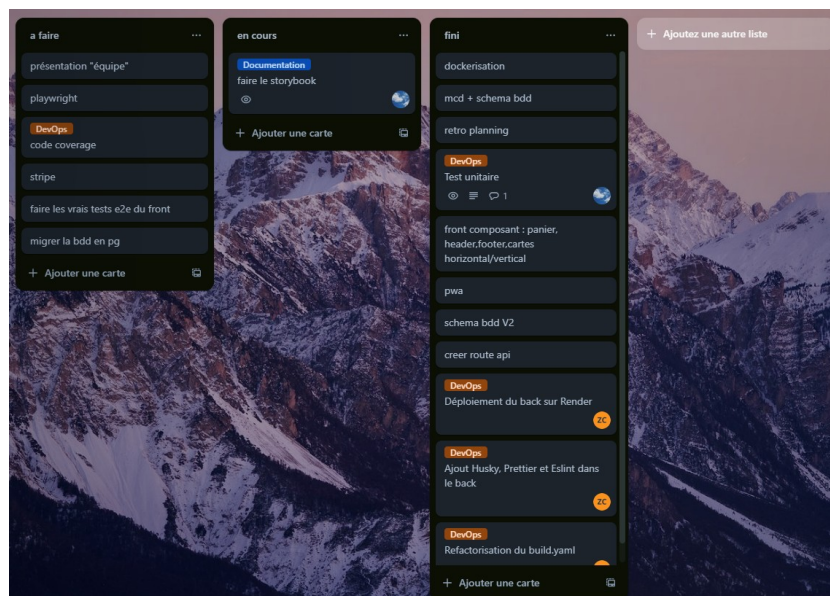 a faire
présentation "équipe"
playwright
DevOps
code coverage
stripe
faire les vrais tests e2e du front
migrer la bdd en pg
+ Ajouter une carte
en cours
Documentation
faire le storybook
+ Ajouter une carte
fini
dockerisation
mcd + schema bdd
retro planning
DevOps
Test unitaire
1
front composant : panier,
header,footer,cartes
horizontal/vertical
pwa
schema bdd V2
creer route api
DevOps
Déploiement du back sur Render
ZC
DevOps
Ajout Husky, Prettier et Eslint dans
le back
ZC
DevOps
Refactorisation du build.yaml
+ Ajouter une carte
+ Ajoutez une autre liste